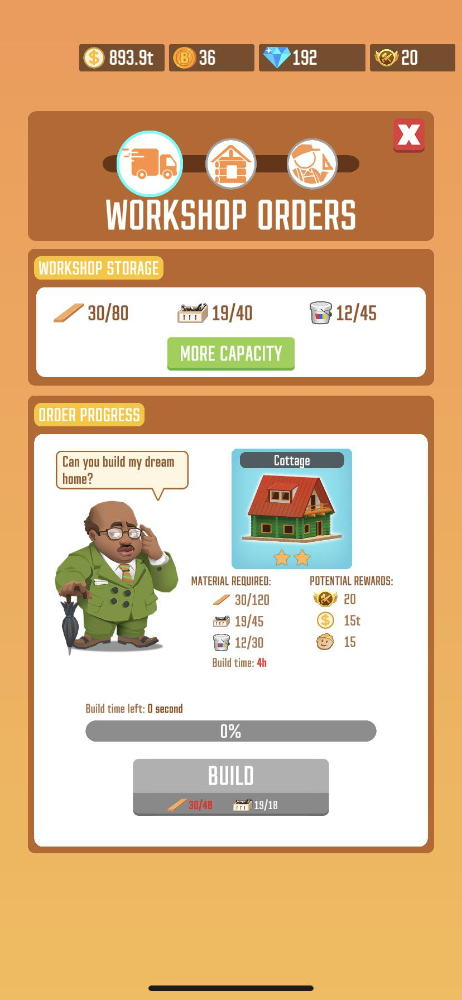 893.9t
36
192
20
X
WORKSHOP ORDERS
WORKSHOP STORAGE
30/80
19/40
12/45
MORE CAPACITY
ORDER PROGRESS
Can you build my dream
home?
Cottage
MATERIAL REQUIRED:
30/120
19/45
12/30
Build time: 4h
POTENTIAL REWARDS:
20
15t
15
Build time left: 0 second
0%
BUILD
30/48 19/18